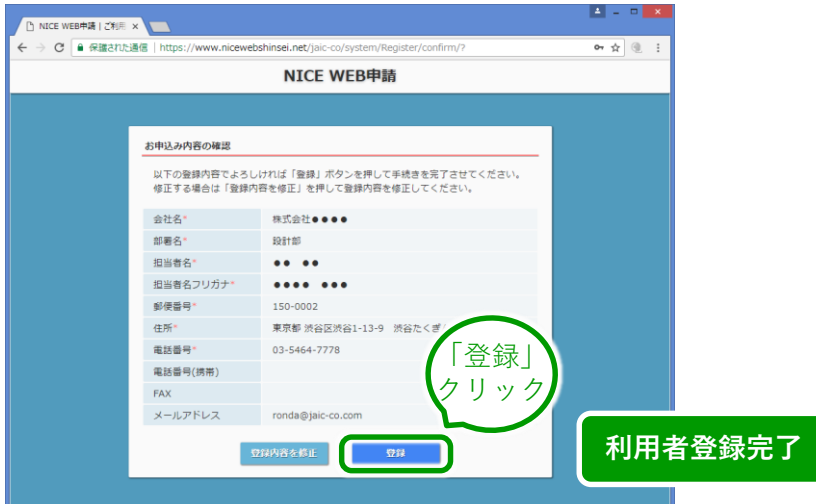 NICE WEB申請 | ご利用
保護された通信 | https://www.nicewebshinsei.net/jaic-co/system/Register/confirm/?
NICE WEB申請
お申込み内容の確認
以下の登録内容でよろしければ「登録」ボタンを押して手続きを完了させてください。
修正する場合は「登録内容を修正」を押して登録内容を修正してください。
会社名* 株式会社●●●●
部署名* 設計部
担当者名* ●● ●●
担当者名フリガナ* ●●●● ●●●
郵便番号* 150-0002
住所* 東京都 渋谷区渋谷1-13-9 渋谷たくぎ
電話番号* 03-5464-7778
電話番号(携帯)
FAX
メールアドレス ronda@jaic-co.com
「登録」
クリック
登録内容を修正 登録
利用者登録完了